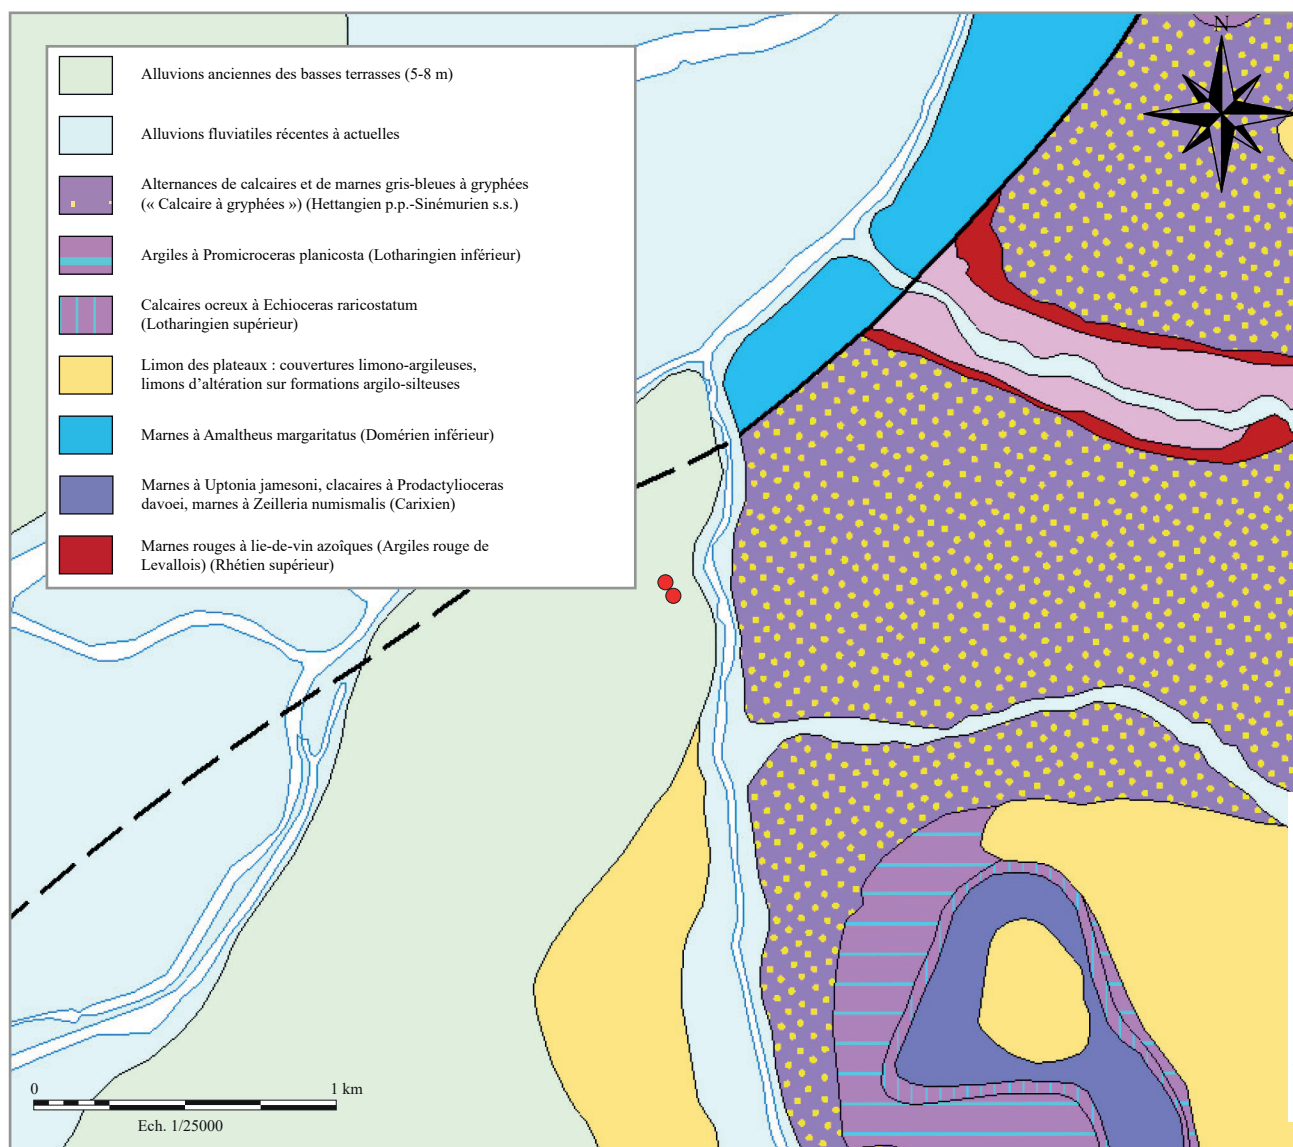 N
Alluvions anciennes des basses terrasses (5-8 m)
Alluvions fluviatiles récentes à actuelles
Alternances de calcaires et de marnes gris-bleues à gryphées
(« Calcaire à gryphées ») (Hettangien p.p.-Sinémurien s.s.)
Argiles à Promicroceras planicosta (Lotharingien inférieur)
Calcaires ocreux à Echioceras raricostatum
(Lotharingien supérieur)
Limon des plateaux : couvertures limono-argileuses,
limons d’altération sur formations argilo-silteuses
Marnes à Amaltheus margaritatus (Domérien inférieur)
Marnes à Uptonia jamesoni, clacaires à Prodactylioceras
davoei, marnes à Zeilleria numismalis (Carixien)
Marnes rouges à lie-de-vin azoîques (Argiles rouge de
Levallois) (Rhétien supérieur)
0 1 km
Ech. 1/25000